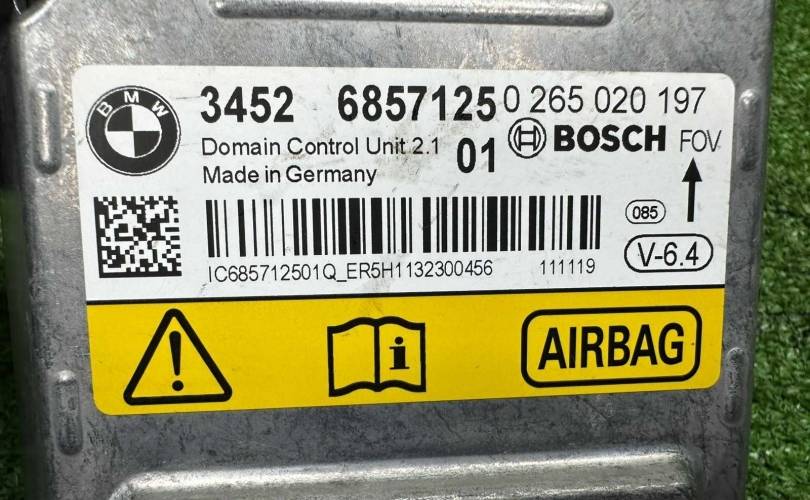 BMW
3452 6857125 0 265 020 197
Domain Control Unit 2.1 01 BOSCH FOV
Made in Germany
085
V-6.4
IC685712501Q_ER5H1132300456 111119
i AIRBAG